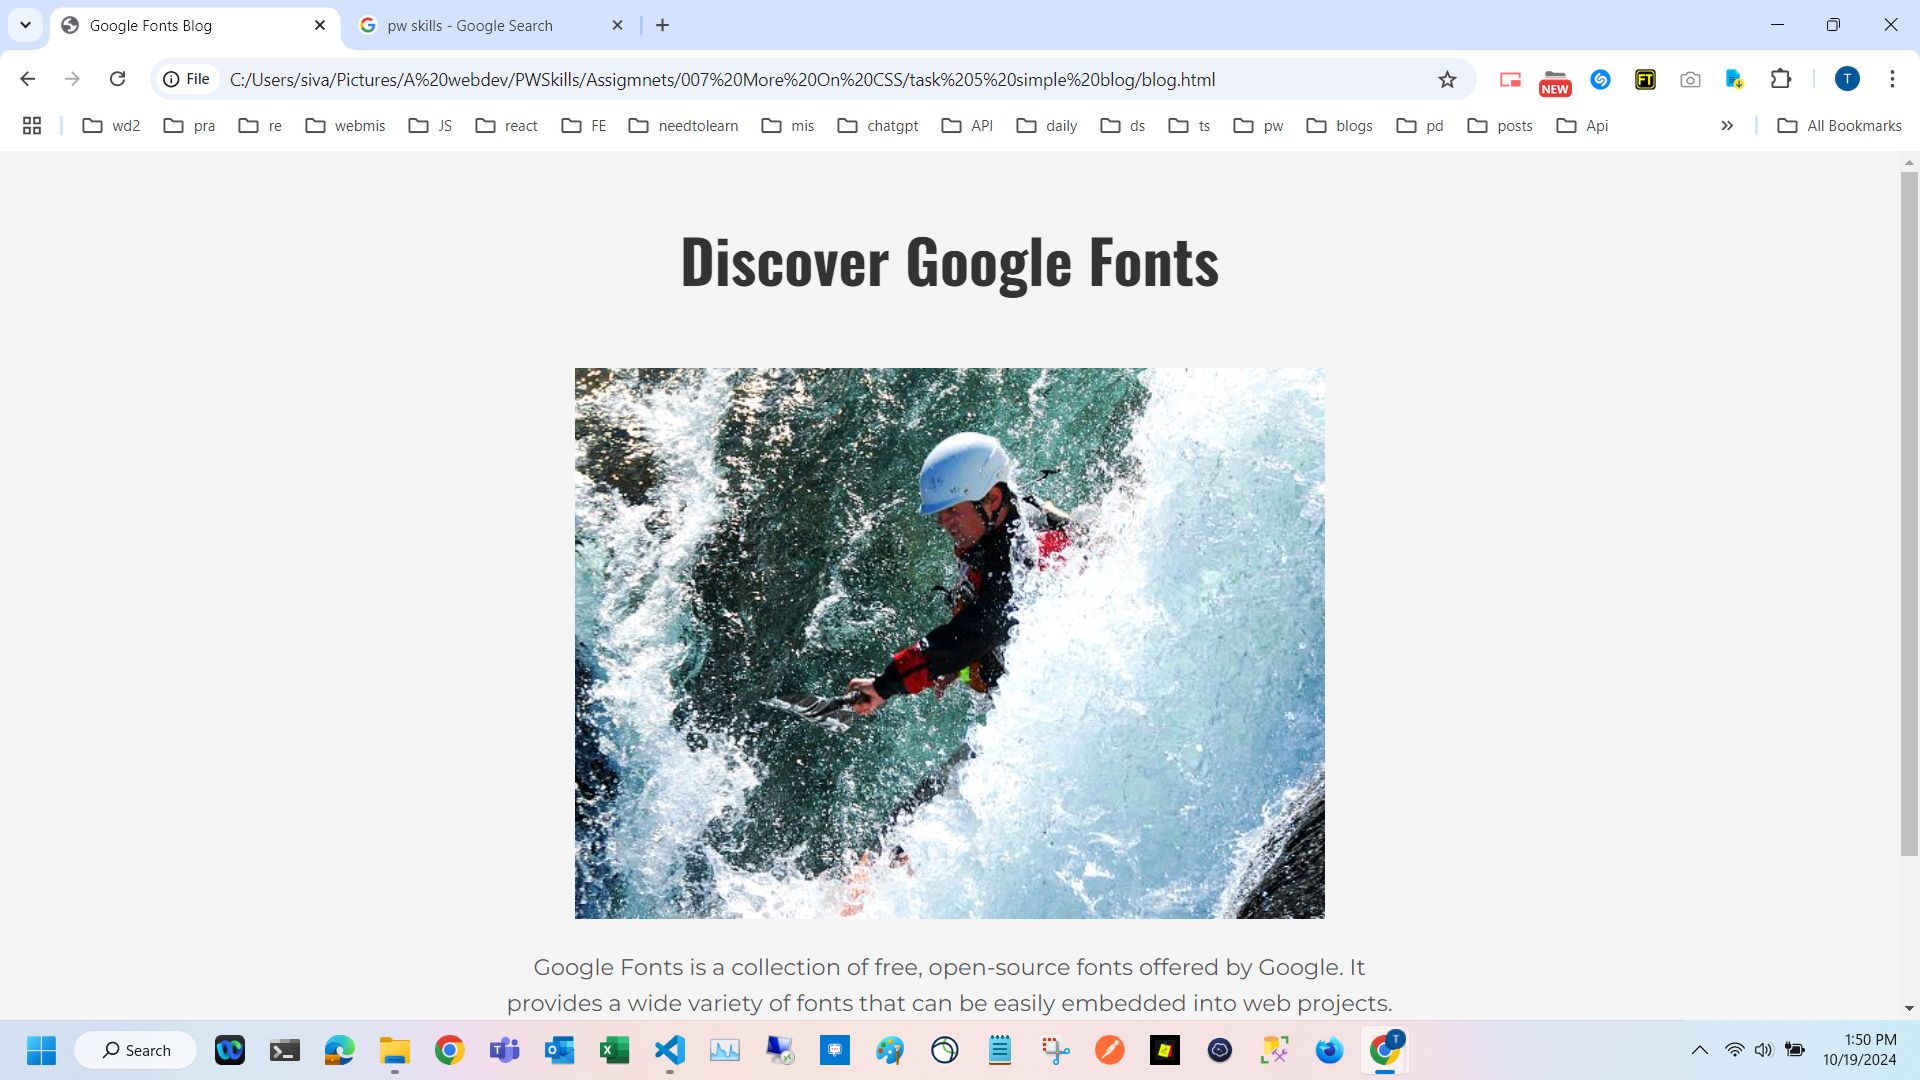 Google Fonts Blog
pw skills - Google Search
File
C:/Users/siva/Pictures/A%20webdev/PWSkills/Assigmnets/007%20More%20On%20CSS/task%205%20simple%20blog/blog.html
NEW
FT
T
wd2
pra
re
webmis
JS
react
FE
needtolearn
mis
chatgpt
API
daily
ds
ts
pw
blogs
pd
posts
Api
All Bookmarks
Discover Google Fonts
Google Fonts is a collection of free, open-source fonts offered by Google. It
provides a wide variety of fonts that can be easily embedded into web projects.
Search
T
1:50 PM
10/19/2024